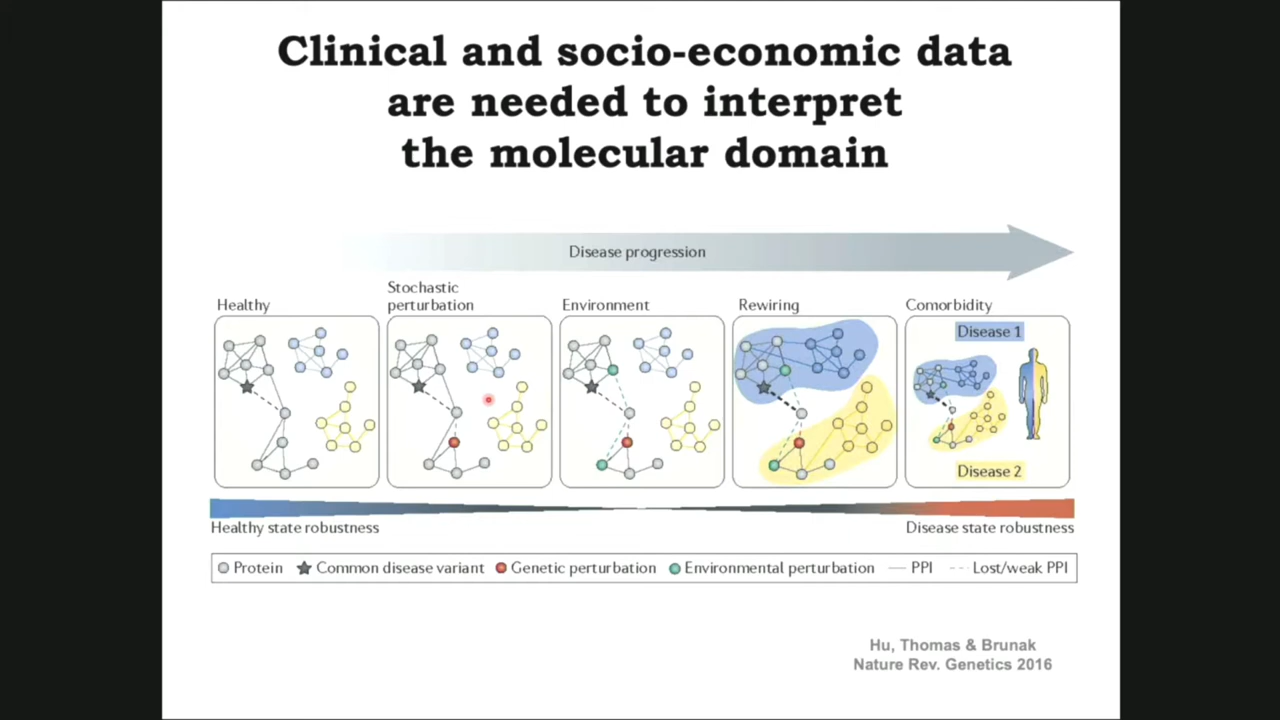 Clinical and socio-economic data
are needed to interpret
the molecular domain
Disease progression
Healthy
Stochastic
perturbation
Environment
Rewiring
Comorbidity
Disease 1
Disease 2
Healthy state robustness
Disease state robustness
Protein
Common disease variant
Genetic perturbation
Environmental perturbation
PPI
Lost/weak PPI
Hu, Thomas & Brunak
Nature Rev. Genetics 2016